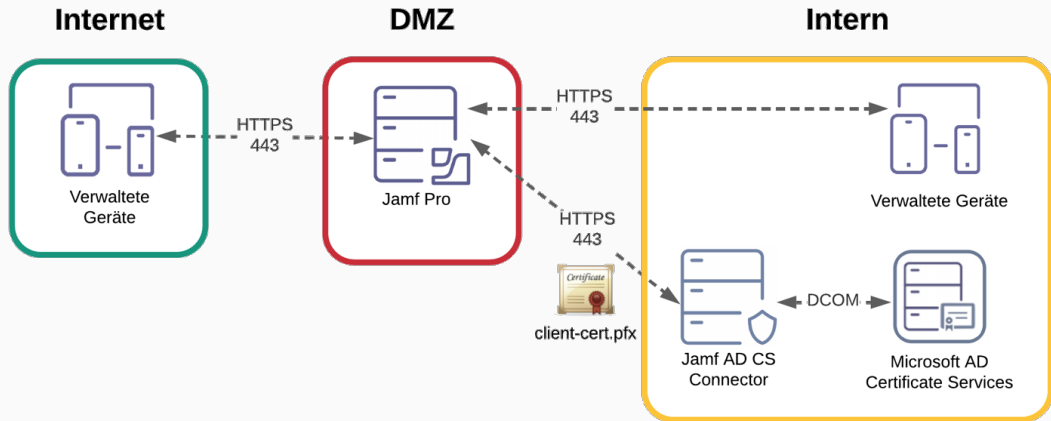 Internet
DMZ
Intern
HTTPS
443
HTTPS
443
Verwaltete
Geräte
Jamf Pro
Verwaltete Geräte
HTTPS
443
Certificate
client-cert.pfx
DCOM
Jamf AD CS
Connector
Microsoft AD
Certificate Services